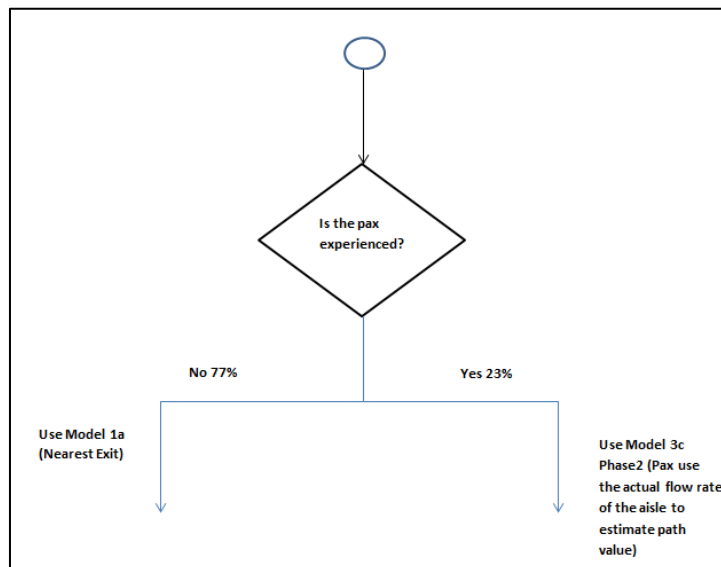 Is the pax
experienced?
No 77%
Yes 23%
Use Model 1a
(Nearest Exit)
Use Model 3c
Phase2 (Pax use
the actual flow rate
of the aisle to
estimate path
value)